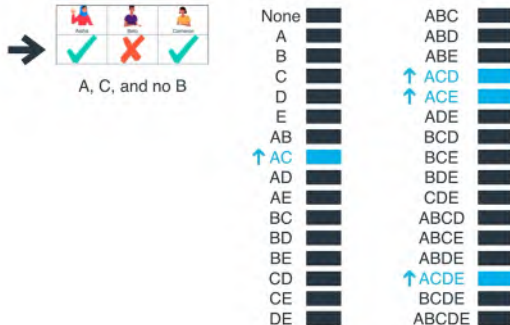 Aisha
Betty
Cameron
A, C, and no B
None
A
B
C
D
E
AB
AC
AD
AE
BC
BD
BE
CD
CE
DE
ABC
ABD
ABE
ACD
ACE
ADE
BCD
BCE
BDE
CDE
ABCD
ABCE
ABDE
ACDE
BCDE
ABCDE